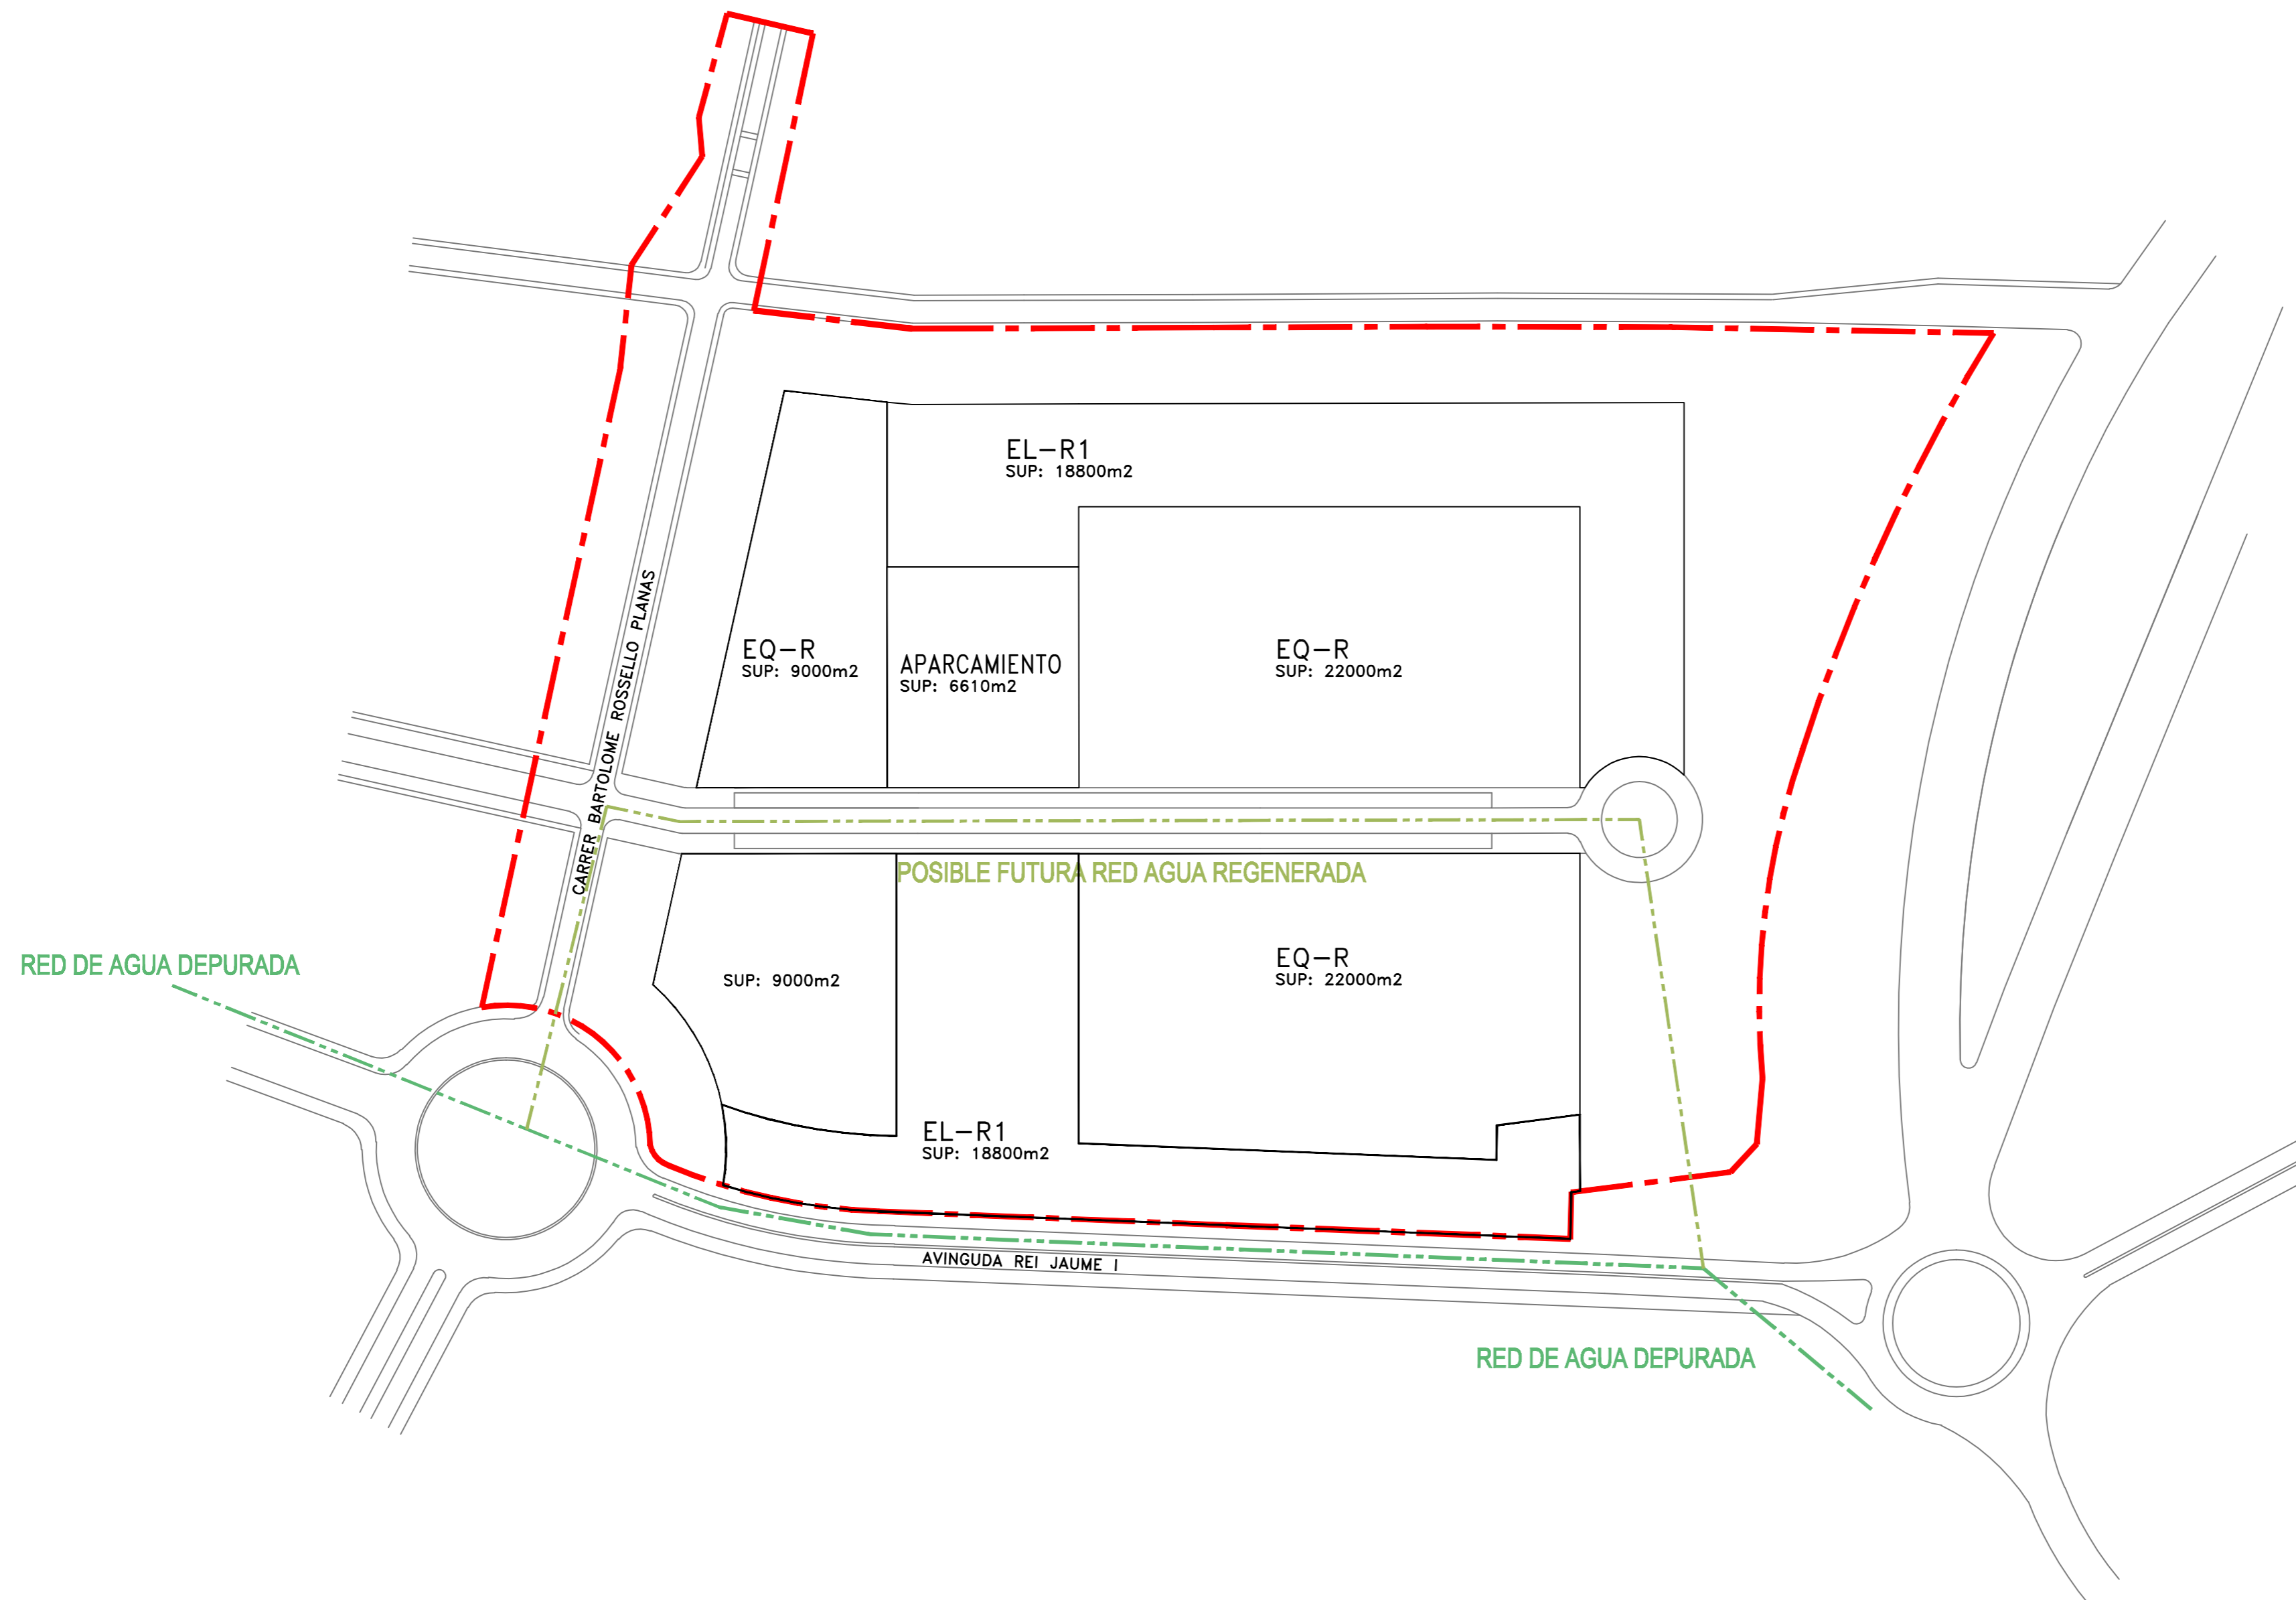 EL-R1
SUP: 18800m2
EQ-R
SUP: 9000m2
APARCAMIENTO
SUP: 6610m2
EQ-R
SUP: 22000m2
CARRER BARTOLOME ROSSELLO PLANAS
POSIBLE FUTURA RED AGUA REGENERADA
RED DE AGUA DEPURADA
SUP: 9000m2
EQ-R
SUP: 22000m2
EL-R1
SUP: 18800m2
AVINGUDA REI JAUME I
RED DE AGUA DEPURADA